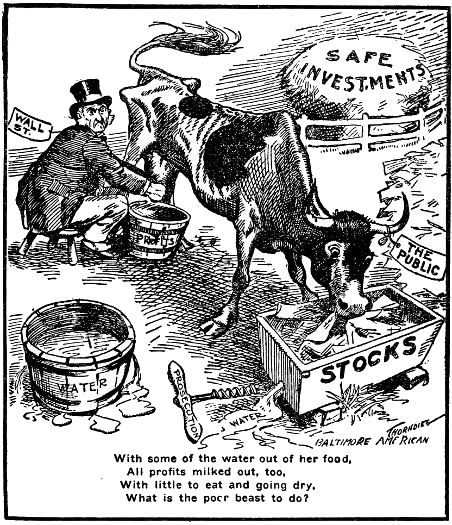 SAFE
INVESTMENTS
WALL
ST.
PROFITS
THE
PUBLIC
STOCKS
WATER
PROSECUTION
WATER
THORNDIKE
BALTIMORE AMERICAN
With some of the water out of her food,
All profits milked out, too,
With little to eat and going dry,
What is the poor beast to do?